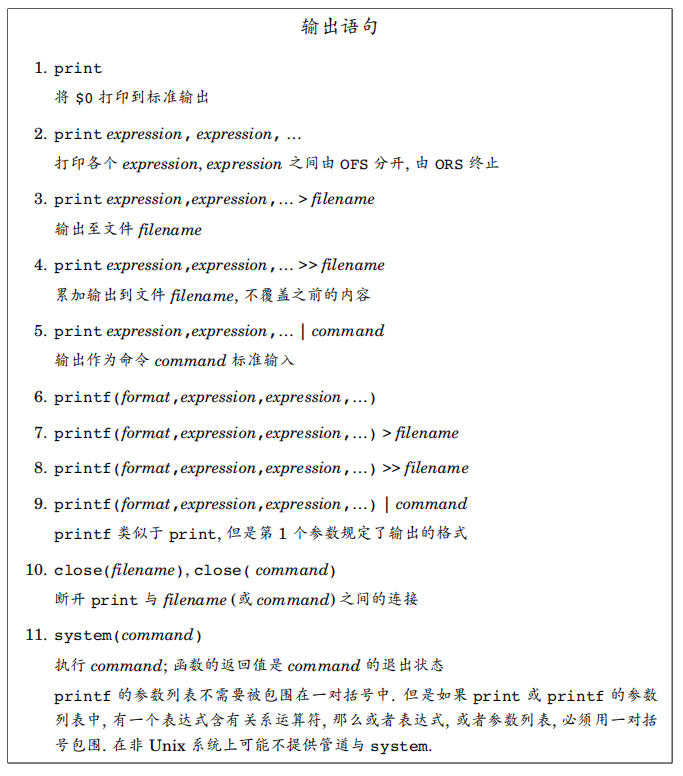 输出语句
1. print
将 $0 打印到标准输出
2. print expression, expression, …
打印各个 expression, expression 之间由 OFS 分开, 由 ORS 终止
3. print expression,expression,… > filename
输出至文件 filename
4. print expression,expression,… >> filename
累加输出到文件 filename, 不覆盖之前的内容
5. print expression,expression,… | command
输出作为命令 command 标准输入
6. printf(format,expression,expression,…)
7. printf(format,expression,expression,…) > filename
8. printf(format,expression,expression,…) >> filename
9. printf(format,expression,expression,…) | command
printf 类似于 print, 但是第 1 个参数规定了输出的格式
10. close(filename), close( command)
断开 print 与 filename (或 command) 之间的连接
11. system(command)
执行 command; 函数的返回值是 command 的退出状态
printf 的参数列表不需要被包围在一对括号中. 但是如果 print 或 printf 的参数
列表中, 有一个表达式含有关系运算符, 那么或者表达式, 或者参数列表, 必须用一对括
号包围. 在非 Unix 系统上可能不提供管道与 system.